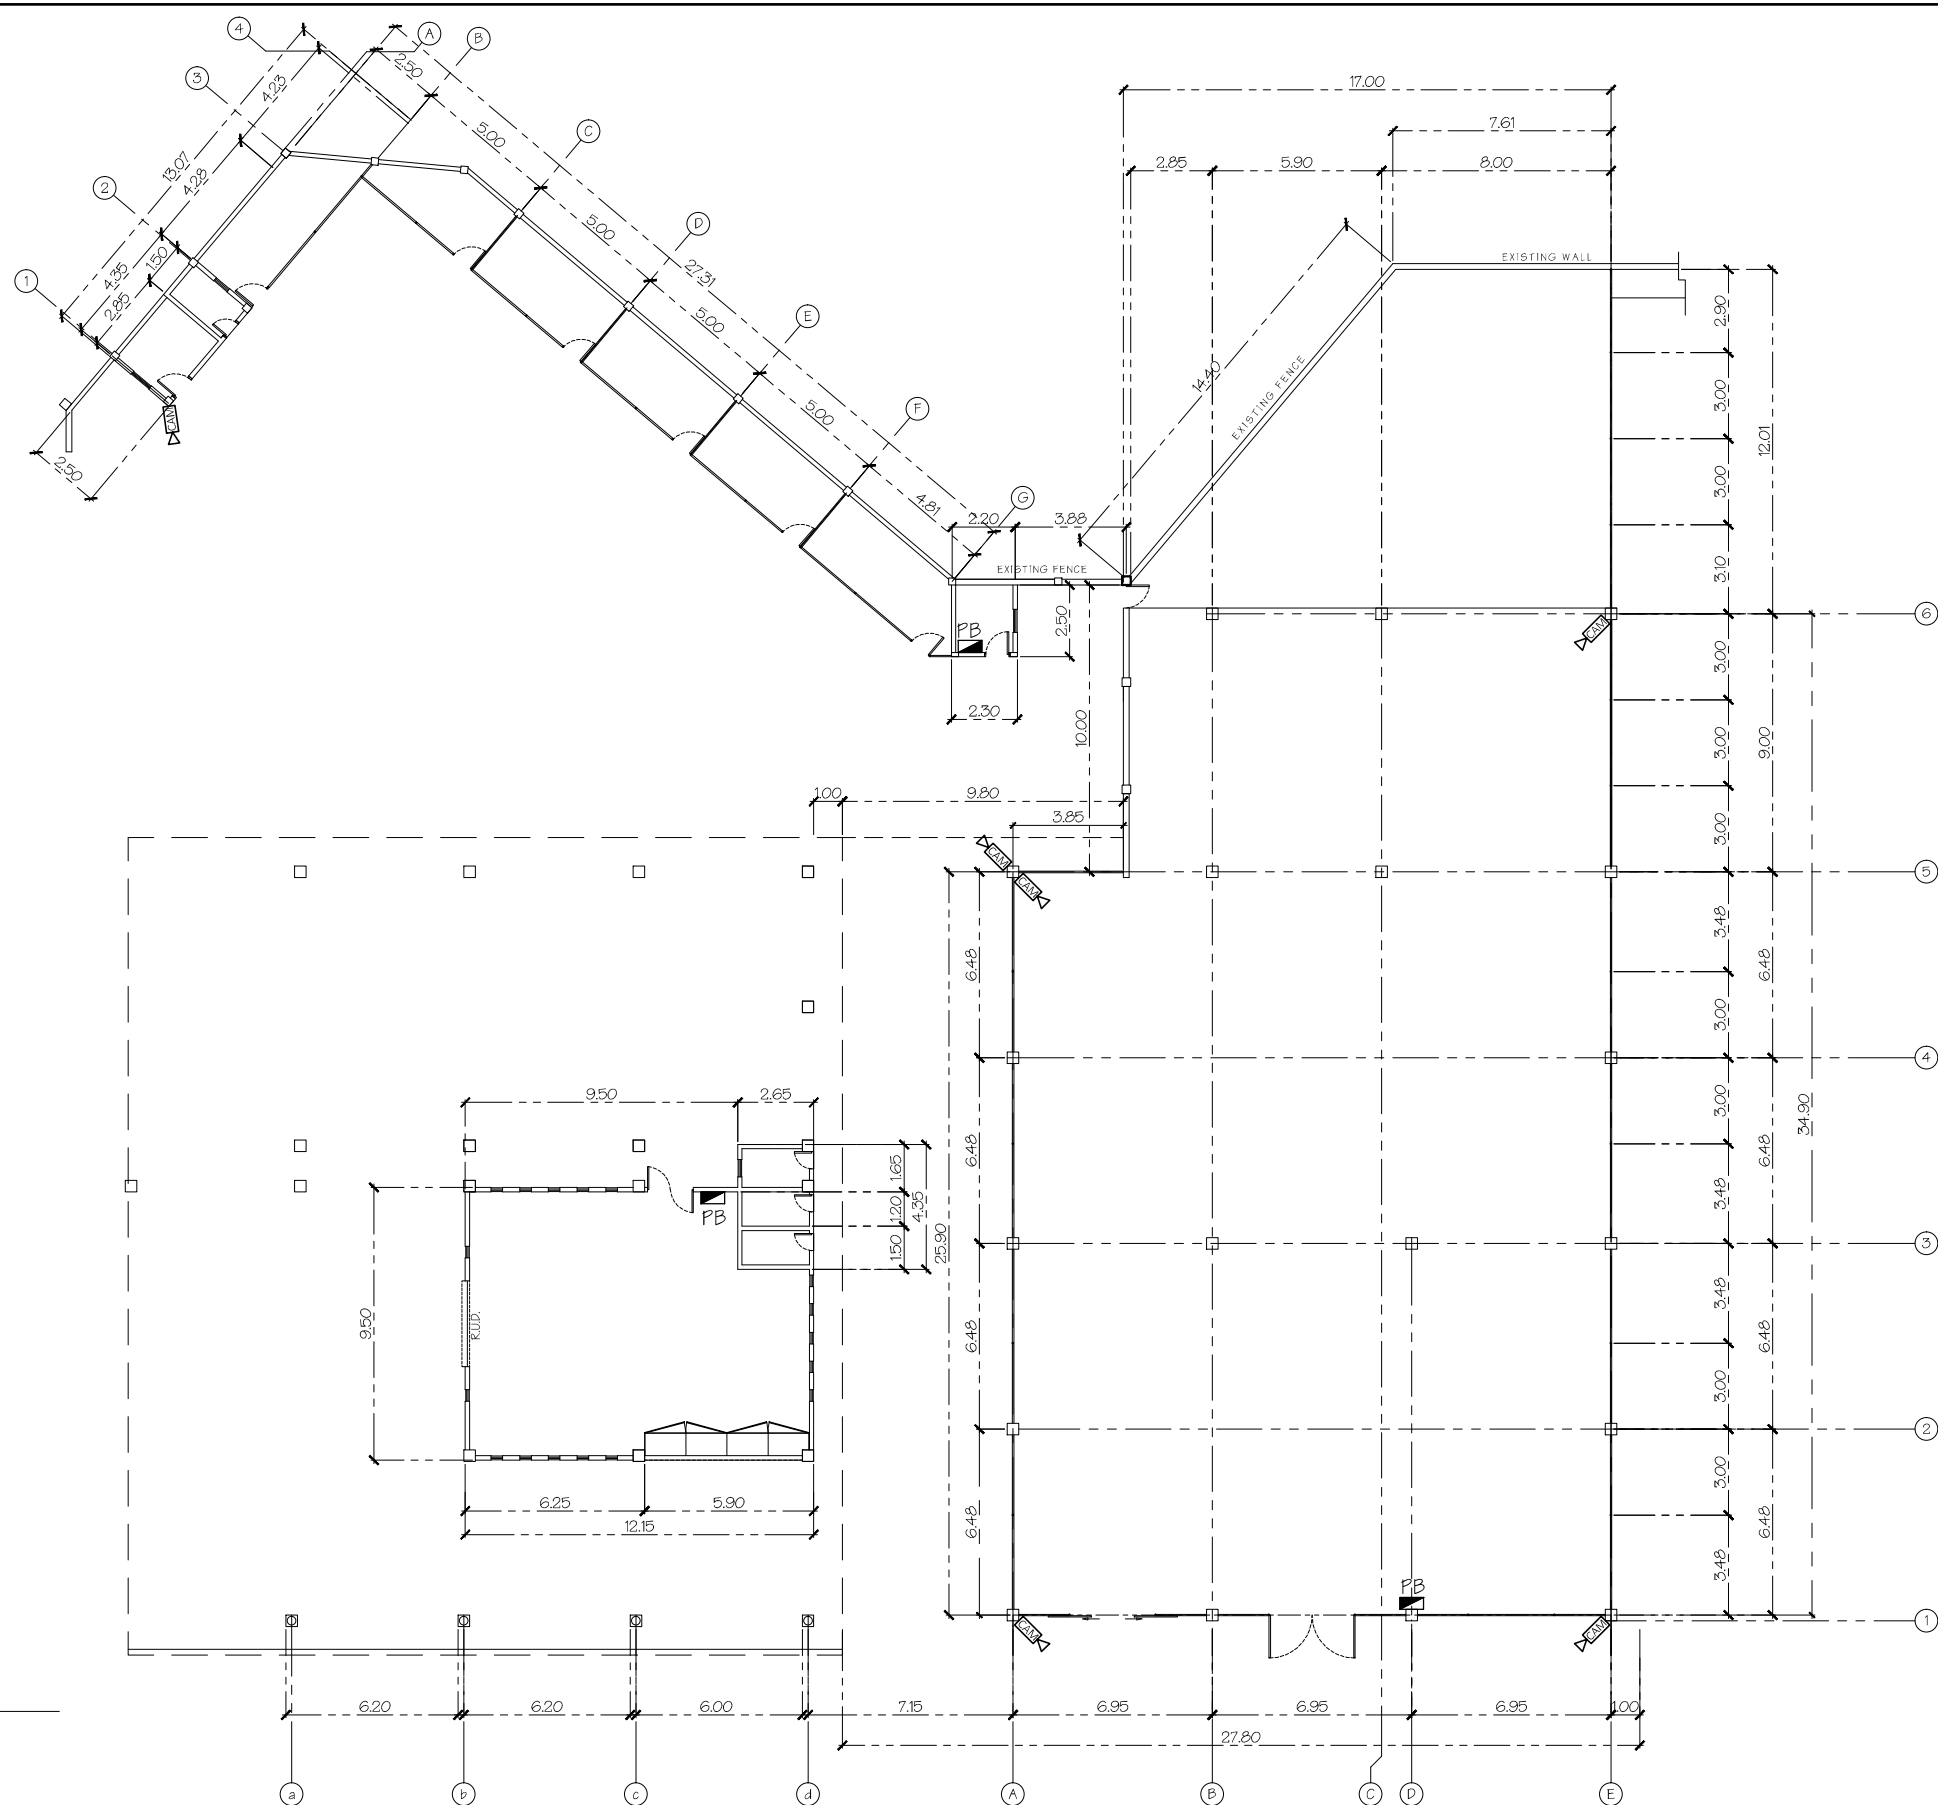 4
A
B
2.50
3
4.23
17.00
C
5.00
7.61
13.07
4.28
2.85
5.90
8.00
2
D
5.00
1.50
4.35
27.31
EXISTING WALL
1
2.85
5.00
E
2.90
14.40
EXISTING FENCE
3.00
12.01
CAM
5.00
F
2.50
3.00
4.81
G
2.20
3.88
EXISTING FENCE
3.10
6
PB
2.50
CAM
3.00
2.30
10.00
3.00
9.00
1.00
9.80
3.85
3.00
CAM
CAM
5
3.48
6.48
6.48
3.00
4
9.50
2.65
3.00
34.90
6.48
6.48
1.65
1.20
4.35
3.48
PB
1.50
25.90
3
9.50
R.U.D.
6.48
3.48
6.48
3.00
2
6.25
5.90
12.15
3.00
6.48
6.48
3.48
PB
CAM
CAM
1
6.20
6.20
6.00
7.15
6.95
6.95
6.95
1.00
27.80
a
b
c
d
A
B
C
D
E